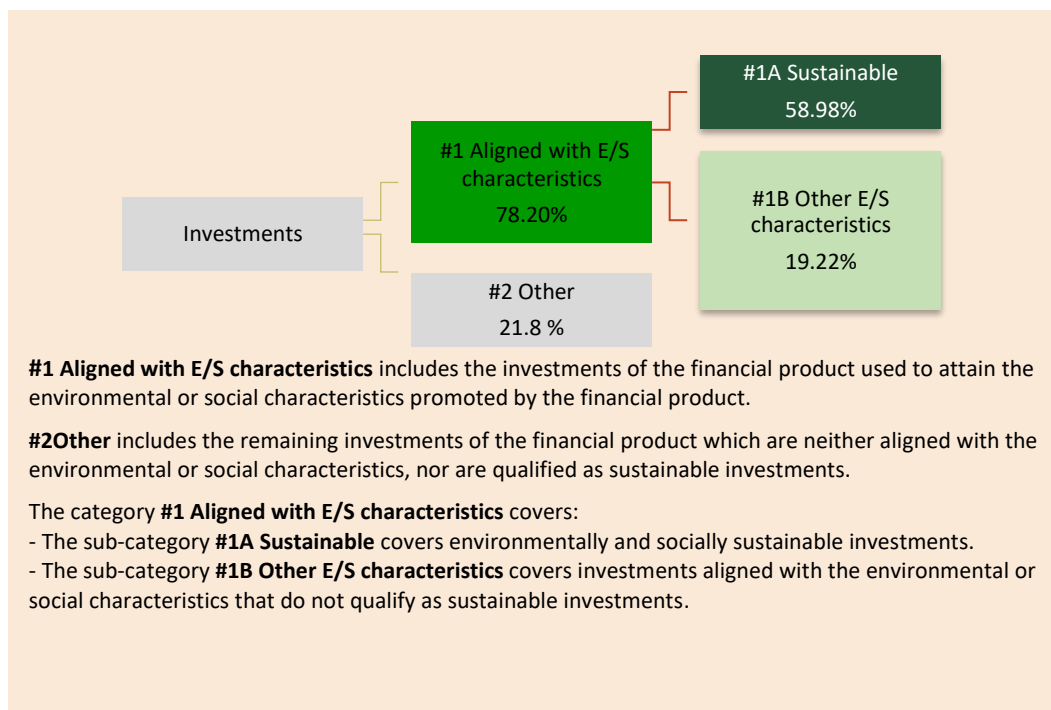 #1A Sustainable
58.98%
#1 Aligned with E/S
characteristics
78.20%
#1B Other E/S
characteristics
19.22%
Investments
#2 Other
21.8 %
#1 Aligned with E/S characteristics includes the investments of the financial product used to attain the
environmental or social characteristics promoted by the financial product.
#2Other includes the remaining investments of the financial product which are neither aligned with the
environmental or social characteristics, nor are qualified as sustainable investments.
The category #1 Aligned with E/S characteristics covers:
- The sub-category #1A Sustainable covers environmentally and socially sustainable investments.
- The sub-category #1B Other E/S characteristics covers investments aligned with the environmental or
social characteristics that do not qualify as sustainable investments.